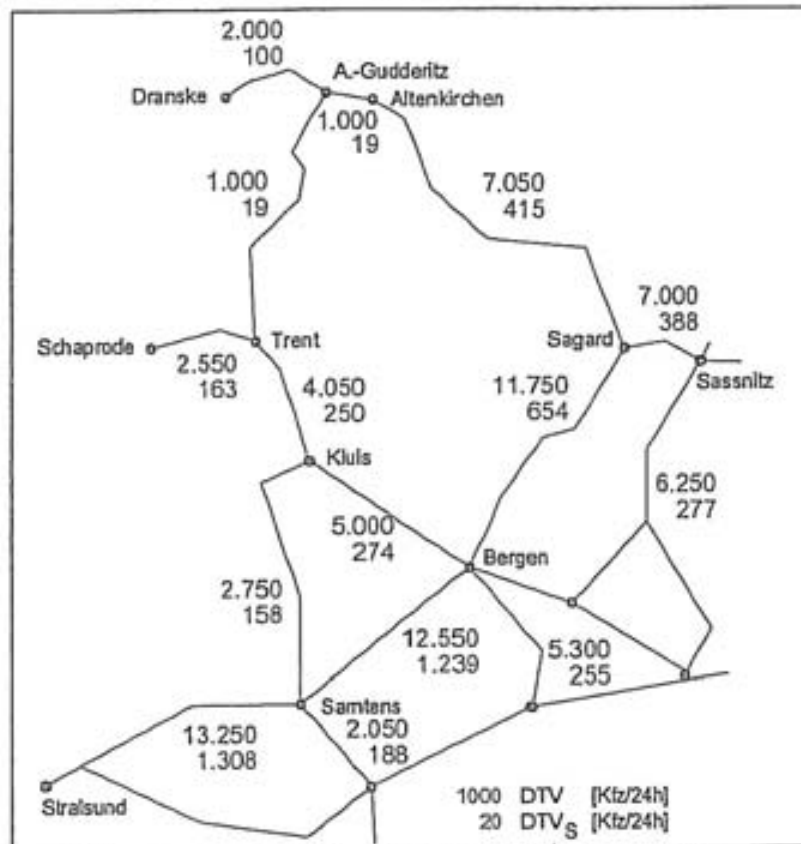 2.000
100
A.-Gudderitz
Dranske
Altenkirchen
1.000
19
1.000
19
7.050
415
7.000
388
Schaprode
Trent
Sagard
Sassnitz
2.550
163
4.050
250
11.750
654
Kluis
6.250
277
5.000
274
Bergen
2.750
158
12.550
1.239
5.300
255
Samtens
13.250
1.308
2.050
188
Stralsund
1000 DTV [Kfz/24h]
20 DTVS [Kfz/24h]